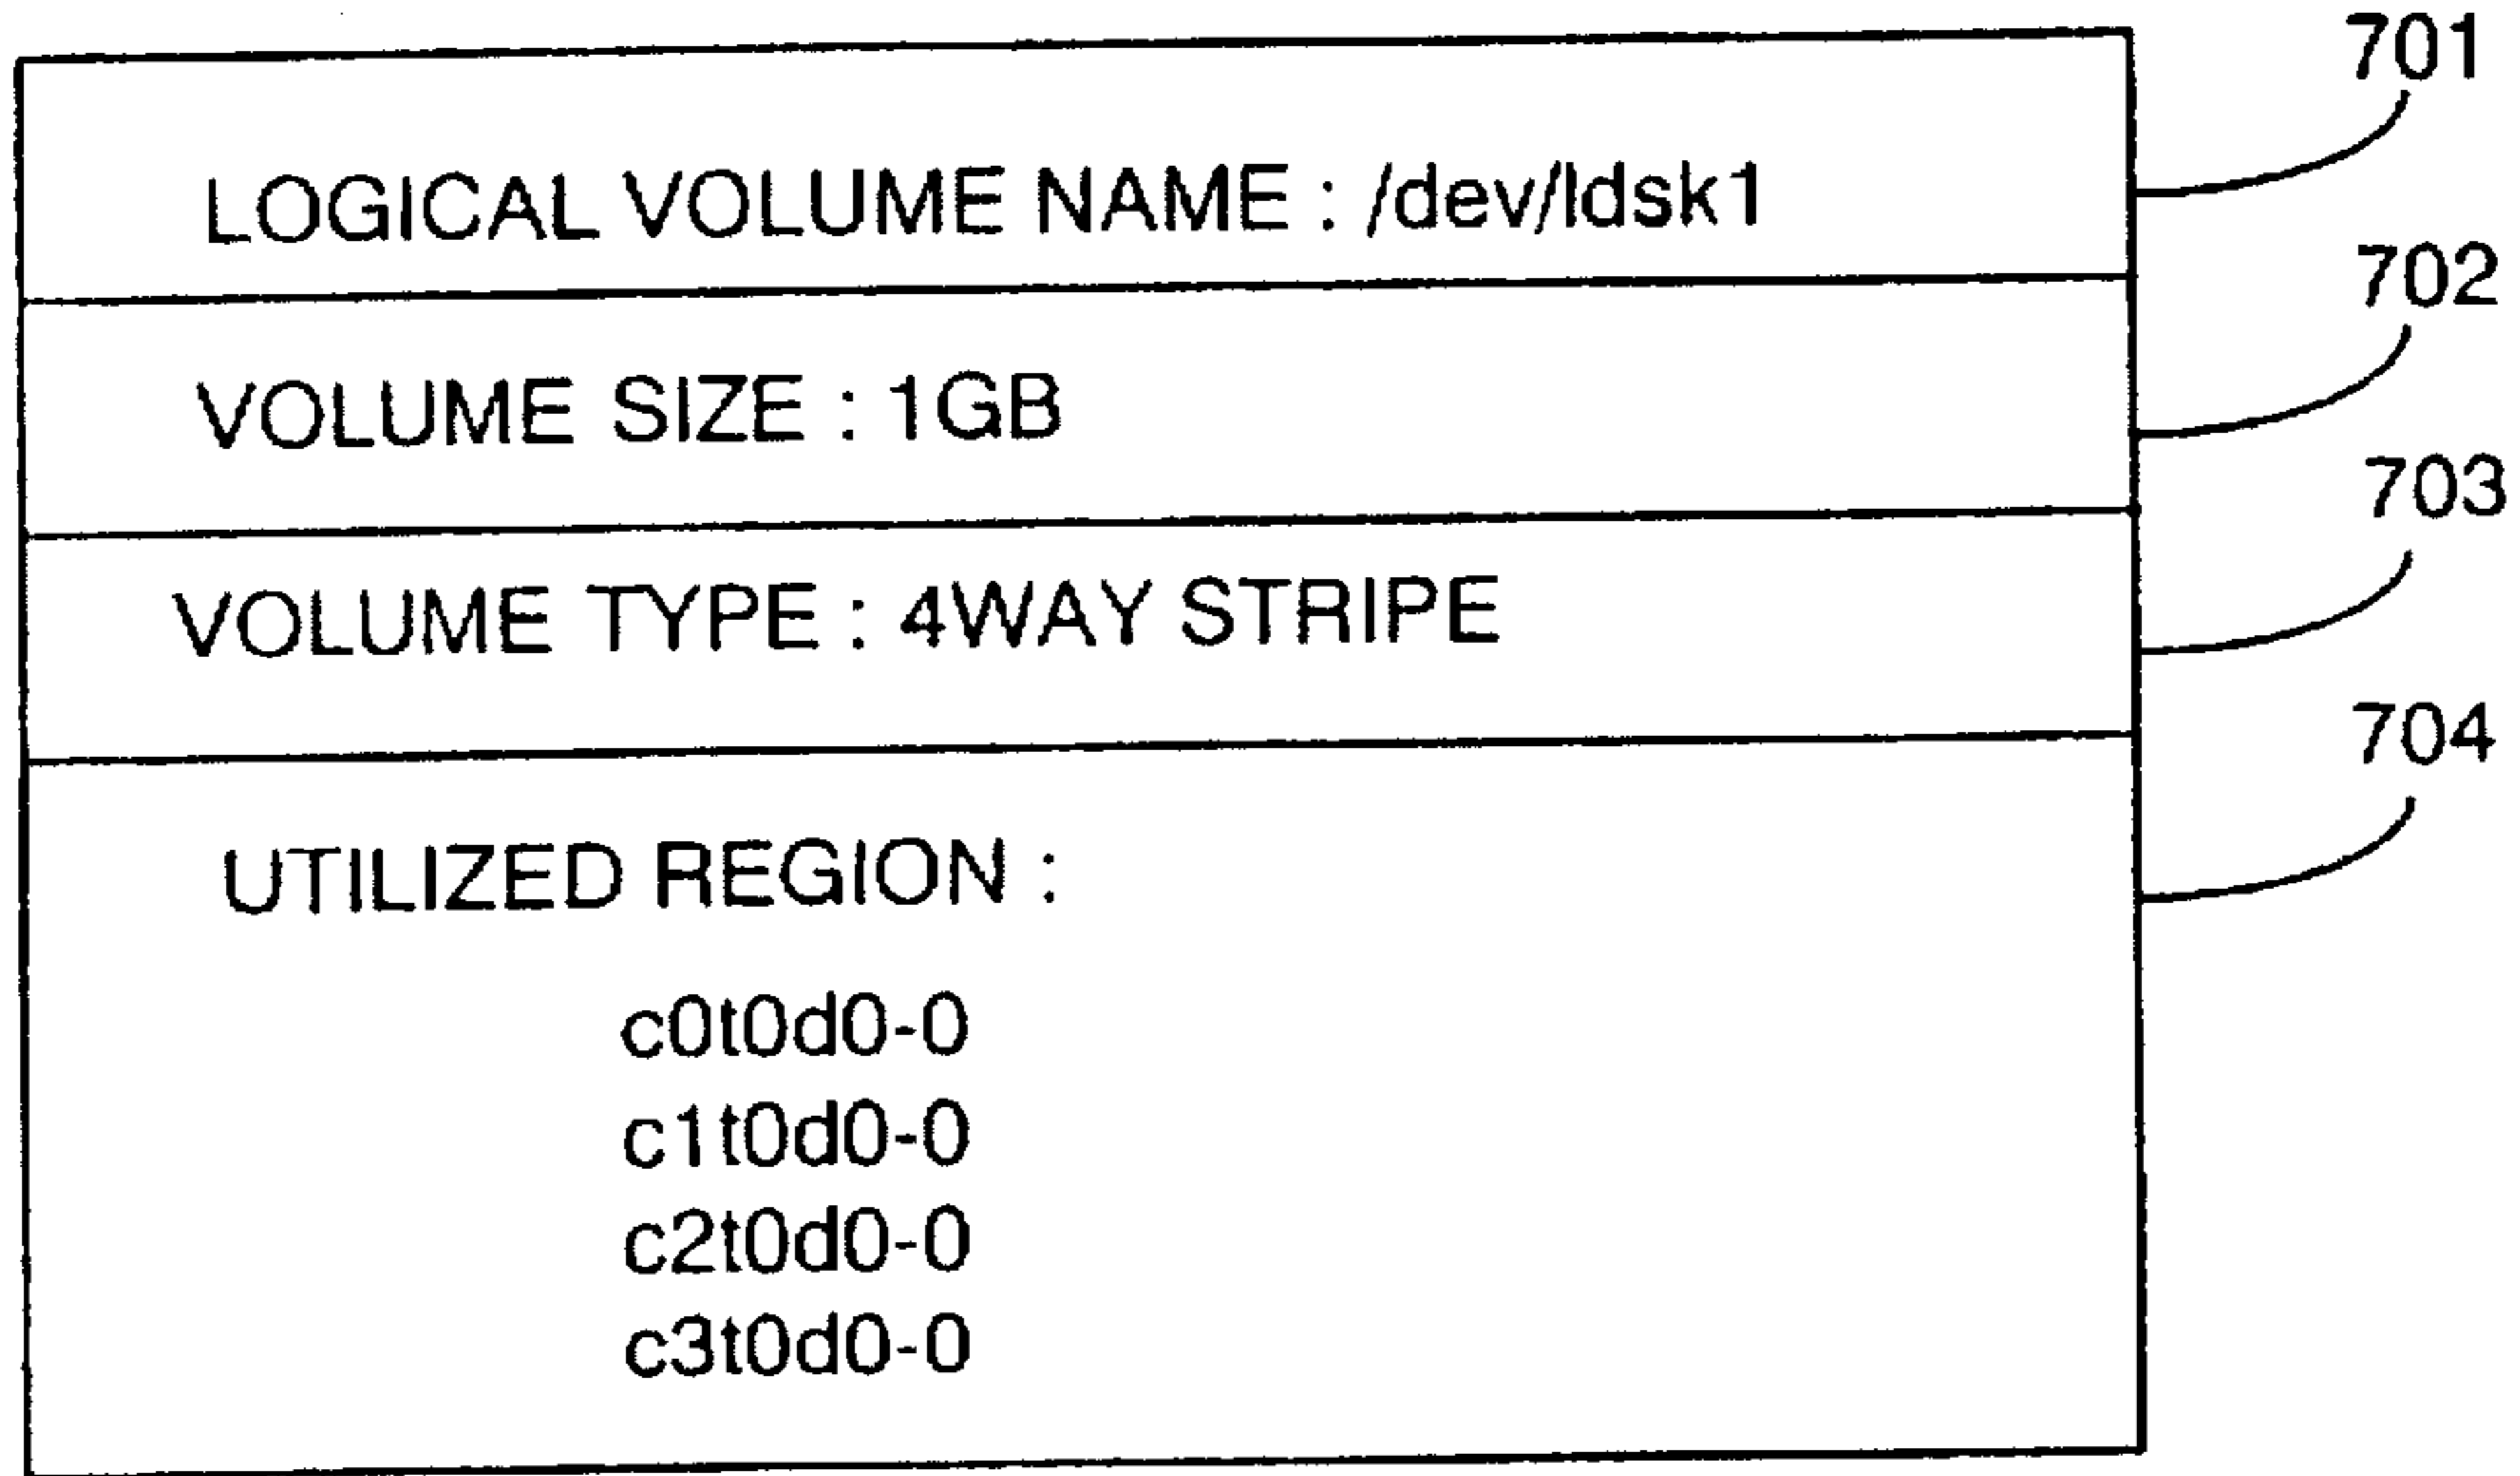 701
LOGICAL VOLUME NAME : /dev/ldsk1
702
VOLUME SIZE : 1GB
703
VOLUME TYPE : 4WAY STRIPE
704
UTILIZED REGION :
c0t0d0-0
c1t0d0-0
c2t0d0-0
c3t0d0-0